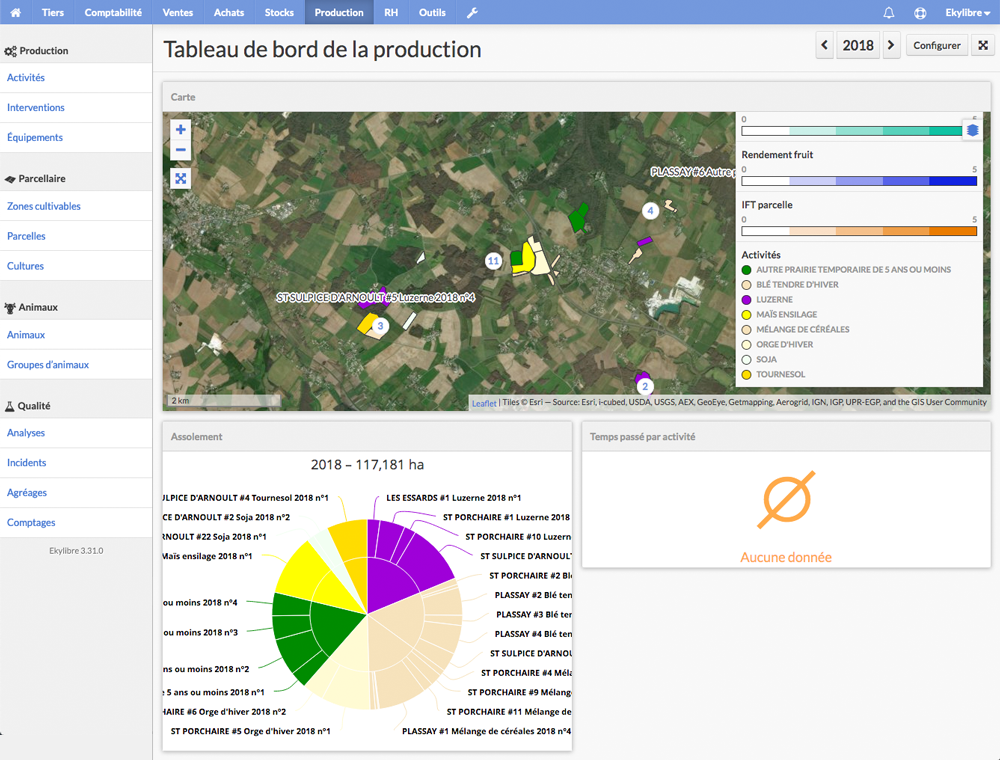 Tiers Comptabilité Ventes Achats Stocks Production RH Outils Ekylibre
Production
Activités
Interventions
Équipements
Parcellaire
Zones cultivables
Parcelles
Cultures
Animaux
Animaux
Groupes d'animaux
Qualité
Analyses
Incidents
Agréages
Comptages
Ekylibre 3.31.0
Tableau de bord de la production
2018 Configurer
Carte
+
−
PLASSAY #6 Autre p
4
11
ST SULPICE D'ARNOULT #5 Luzerne 2018 n°4
3
2
2 km
0 5
Rendement fruit
0 5
IFT parcelle
0
Activités
AUTRE PRAIRIE TEMPORAIRE DE 5 ANS OU MOINS
BLÉ TENDRE D'HIVER
LUZERNE
MAÏS ENSILAGE
MÉLANGE DE CÉRÉALES
ORGE D'HIVER
SOJA
TOURNESOL
Leaflet | Tiles © Esri — Source: Esri, i-cubed, USDA, USGS, AEX, GeoEye, Getmapping, Aerogrid, IGN, IGP, UPR-EGP, and the GIS User Community
Assolement
2018 – 117,181 ha
ULPICE D'ARNOULT #4 Tournesol 2018 n°1
CE D'ARNOULT #2 Soja 2018 n°2
RNOULT #22 Soja 2018 n°1
Maïs ensilage 2018 n°1
ou moins 2018 n°4
ou moins 2018 n°3
ns ou moins 2018 n°2
e 5 ans ou moins 2018 n°1
HAIRE #6 Orge d'hiver 2018 n°2
ST PORCHAIRE #5 Orge d'hiver 2018 n°1
LES ESSARDS #1 Luzerne 2018 n°1
ST PORCHAIRE #1 Luzerne 2018
ST PORCHAIRE #10 Luzern
ST SULPICE D'ARNOULT
ST PORCHAIRE #2 Bl
PLASSAY #2 Blé ten
PLASSAY #3 Blé ten
PLASSAY #4 Blé ten
ST SULPICE D'ARNOU
ST PORCHAIRE #4 Méla
ST PORCHAIRE #9 Mélang
ST PORCHAIRE #11 Mélange de
PLASSAY #1 Mélange de céréales 2018 n°4
Temps passé par activité
Aucune donnée